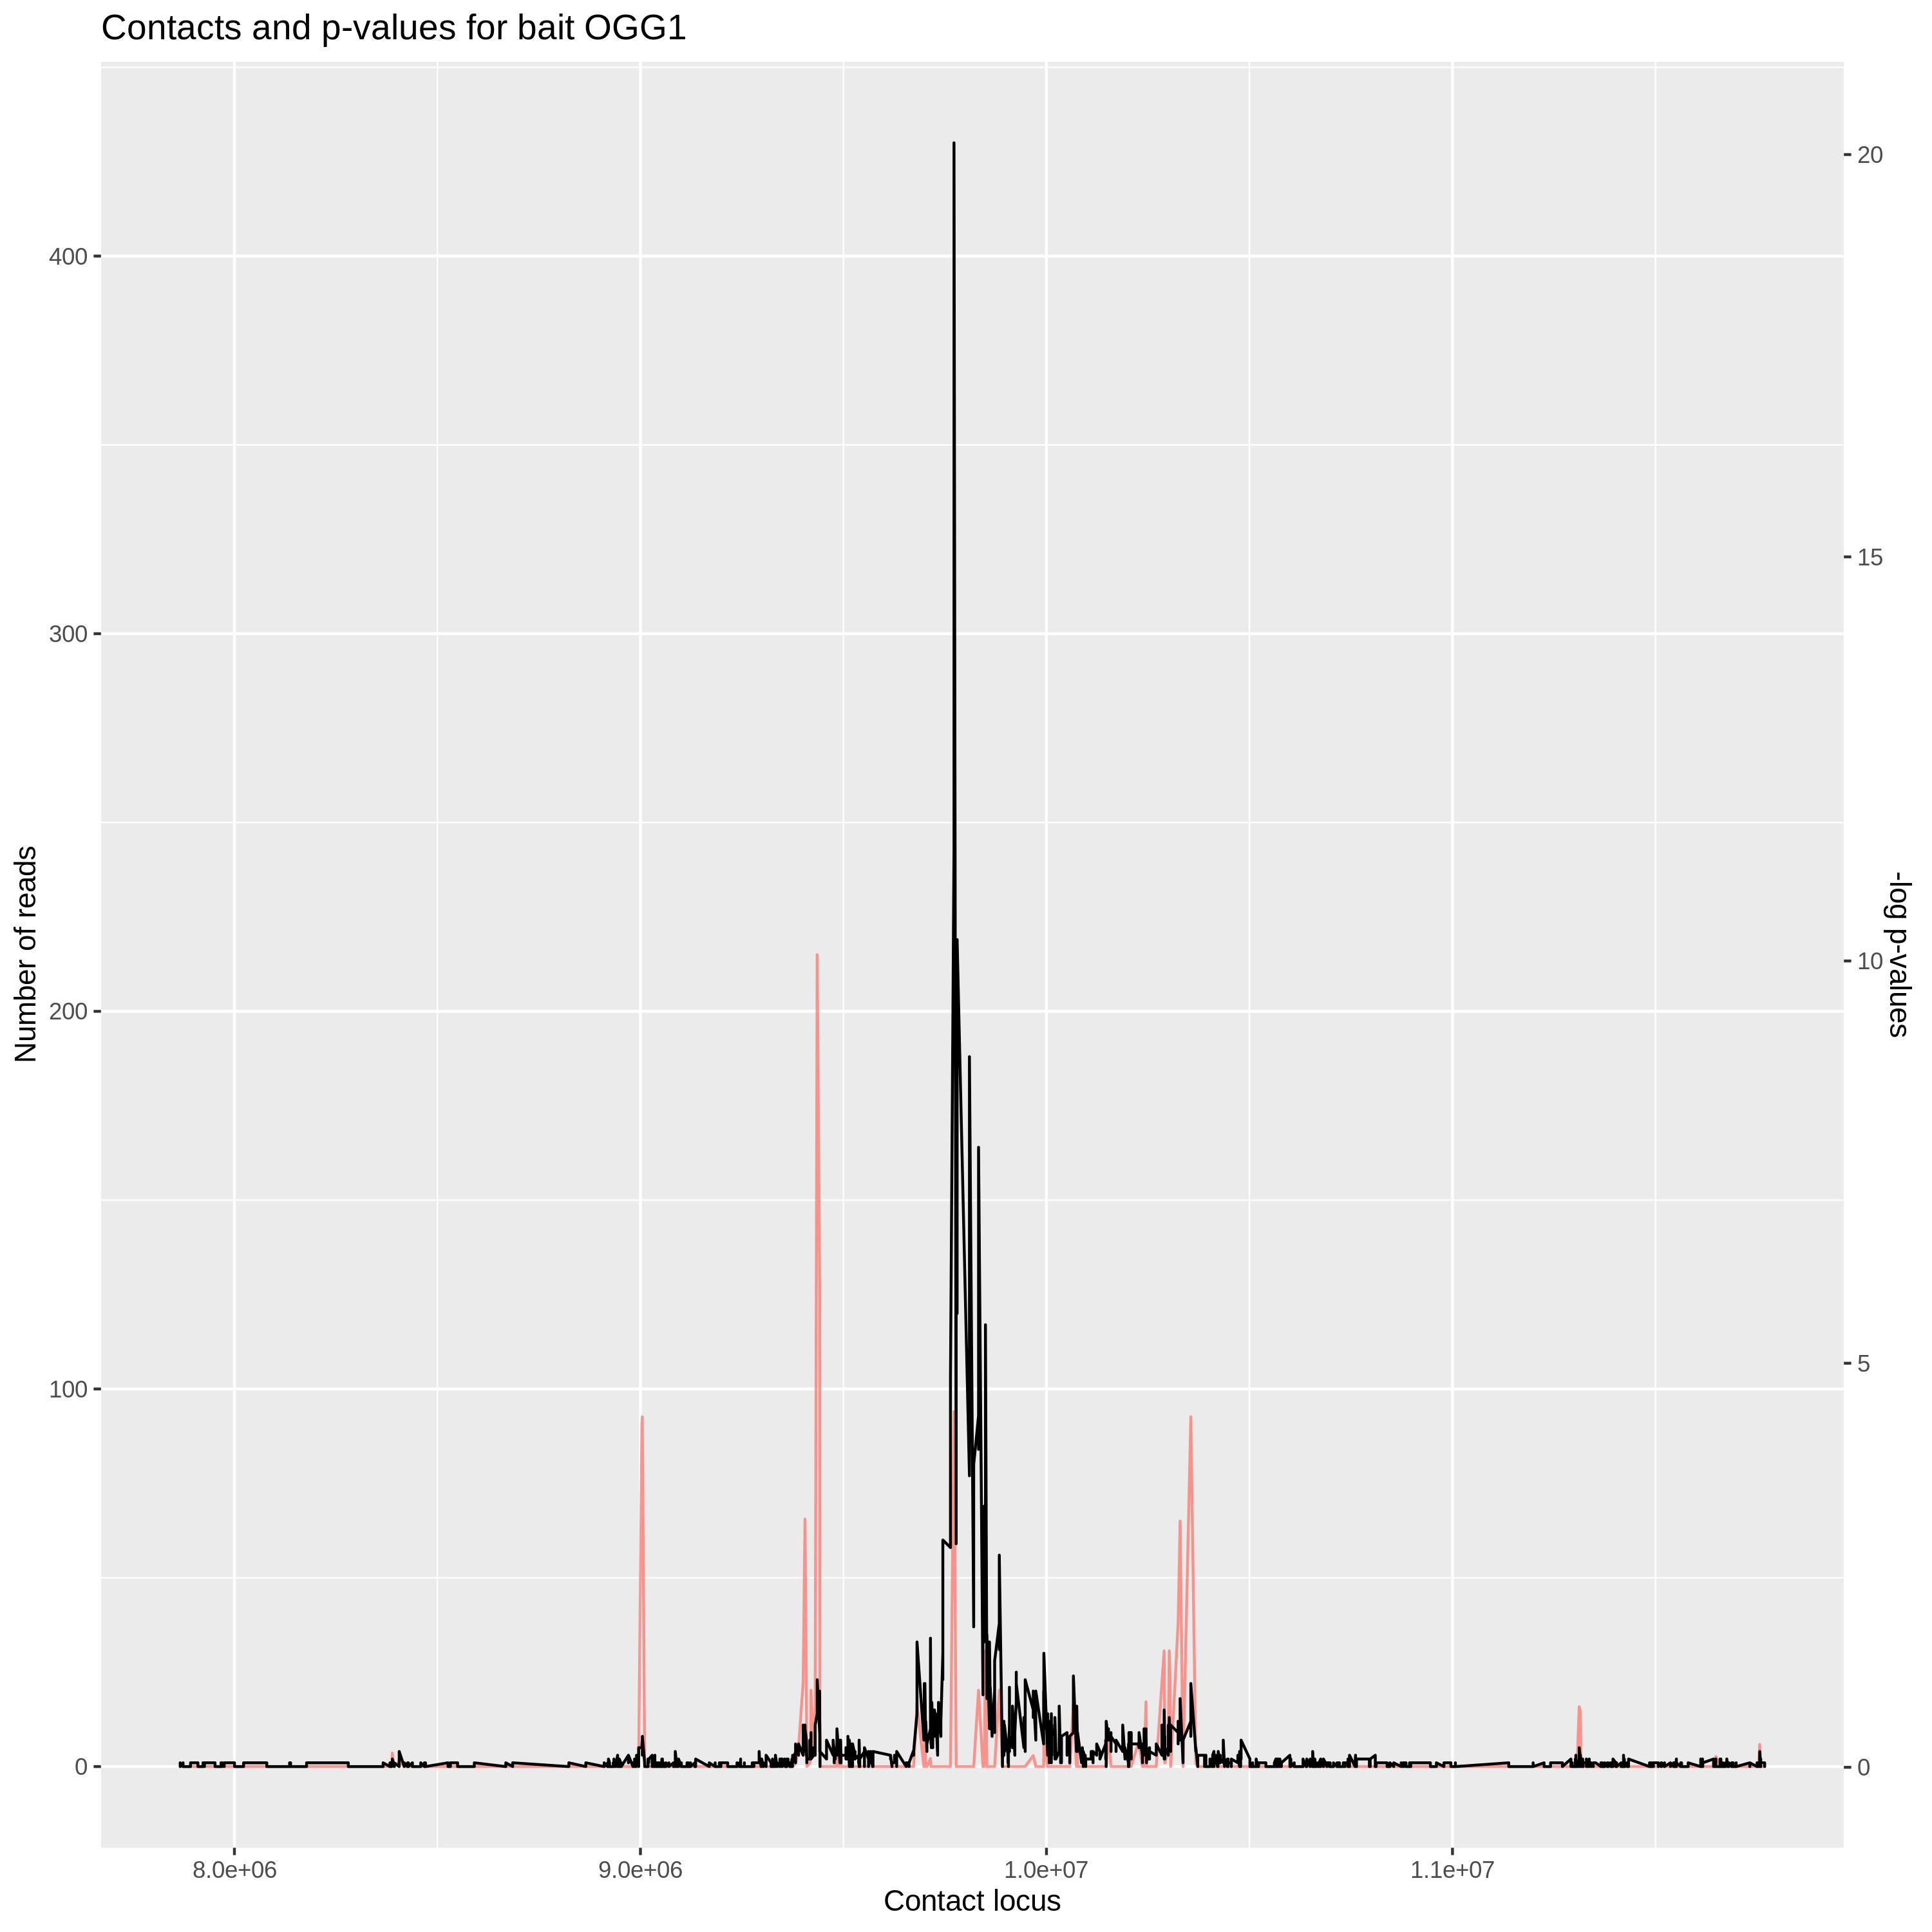 Contacts and p-values for bait OGG1
400
300
200
100
0
Number of reads
20
15
10
5
0
-log p-values
8.0e+06
9.0e+06
1.0e+07
1.1e+07
Contact locus